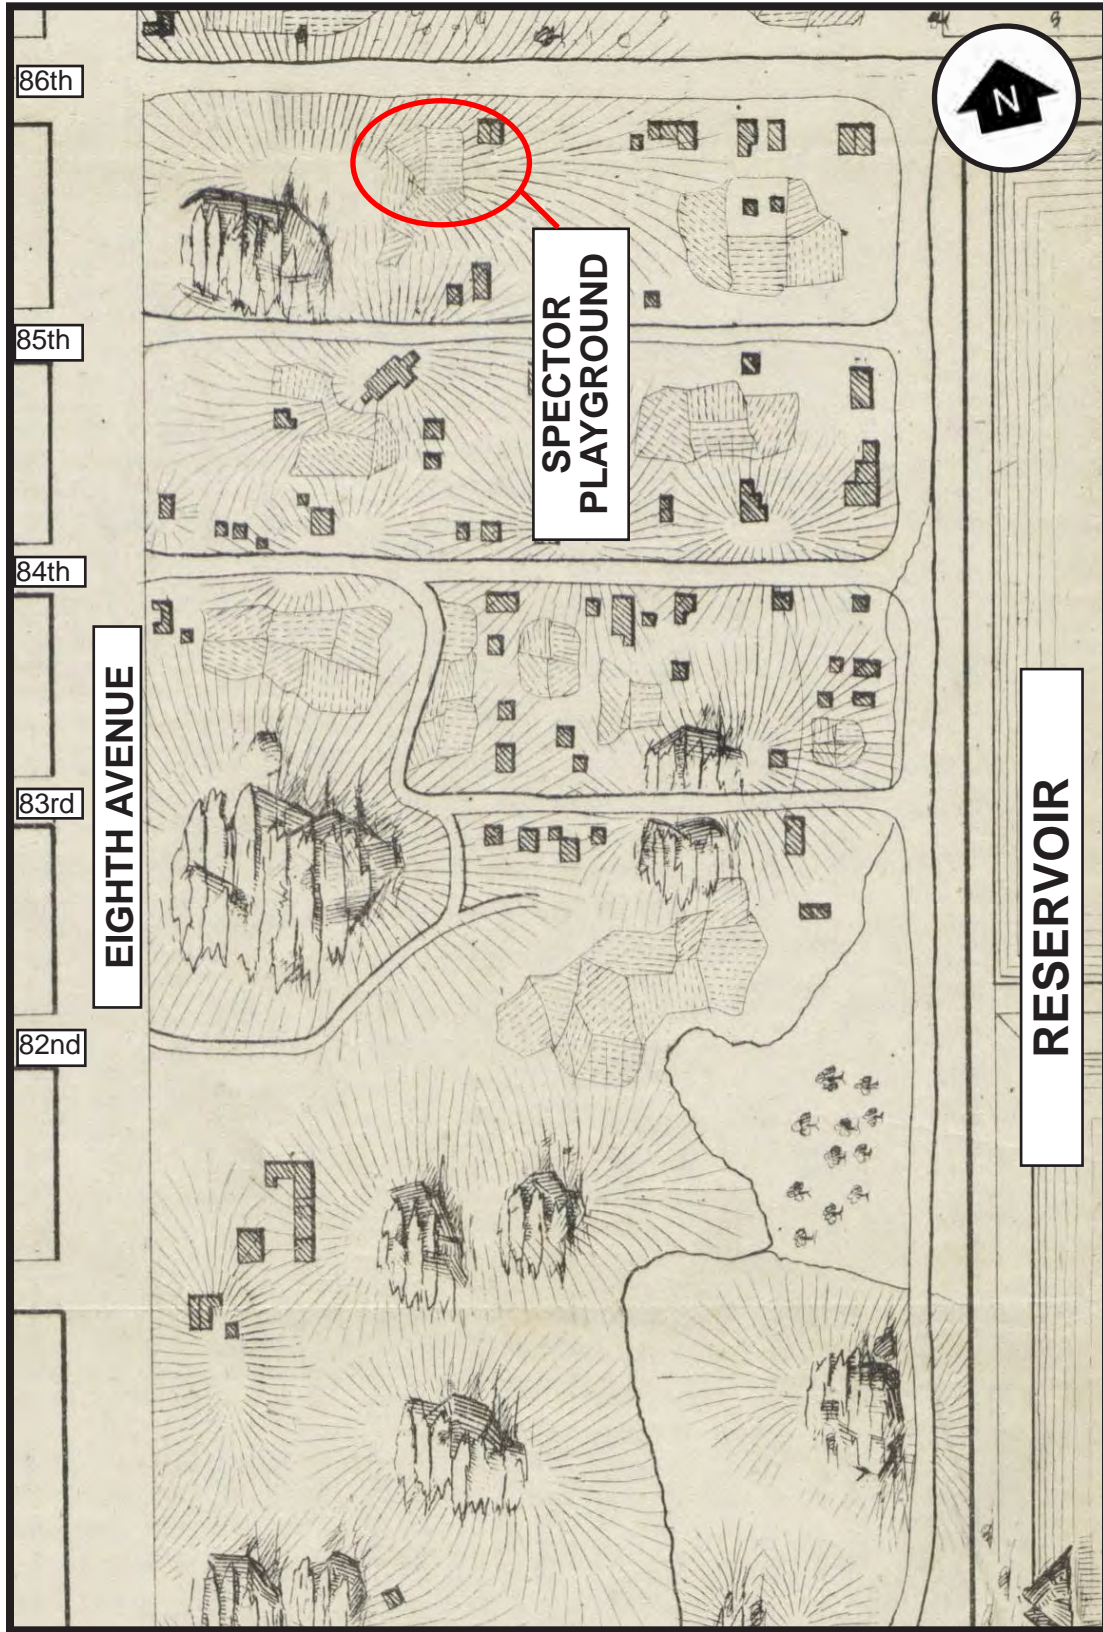 86th
N
SPECTOR
PLAYGROUND
85th
84th
EIGHTH AVENUE
83rd
RESERVOIR
82nd